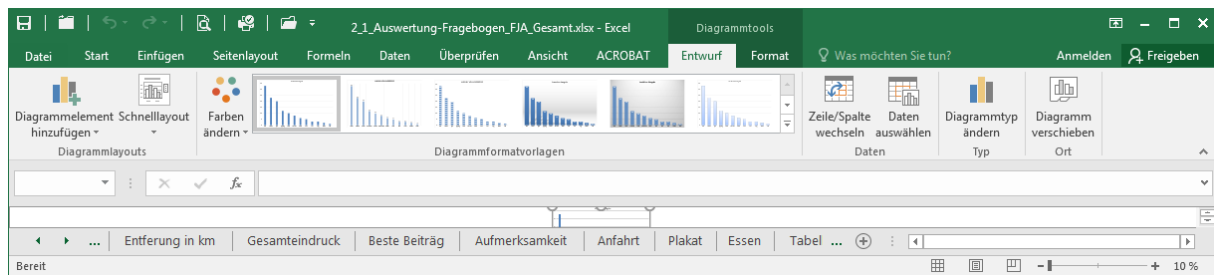 2_1_Auswertung-Fragebogen_FJA_Gesamt.xlsx - Excel Diagrammtools
Datei Start Einfügen Seitenlayout Formeln Daten Überprüfen Ansicht ACROBAT Entwurf Format Was möchten Sie tun? Anmelden Freigeben
Diagrammelement Schnelllayout Farben Zeile/Spalte Daten Diagrammtyp Diagramm
hinzufügen ändern wechseln auswählen ändern verschieben
Diagrammlayouts Diagrammformatvorlagen Daten Typ Ort
fx
... Entferung in km Gesamteindruck Beste Beiträg Aufmerksamkeit Anfahrt Plakat Essen Tabel ...
Bereit 10 %